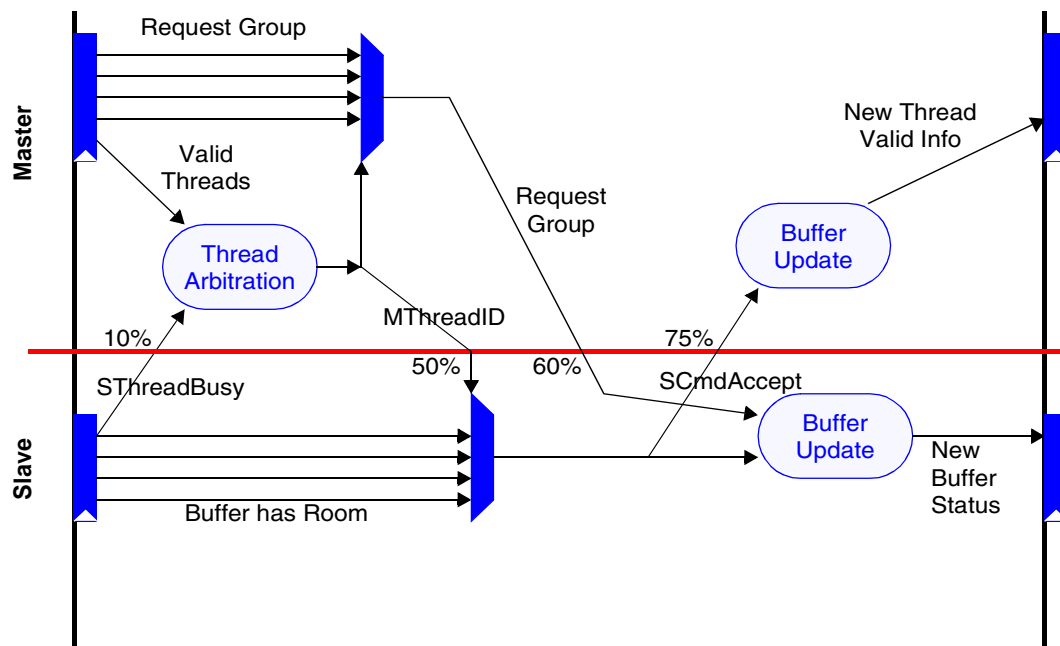 Request Group
Master
Valid
Threads
New Thread
Valid Info
Request
Group
Thread
Arbitration
Buffer
Update
MThreadID
10%
75%
50%
60%
SThreadBusy
SCmdAccept
Slave
Buffer
Update
Buffer has Room
New
Buffer
Status